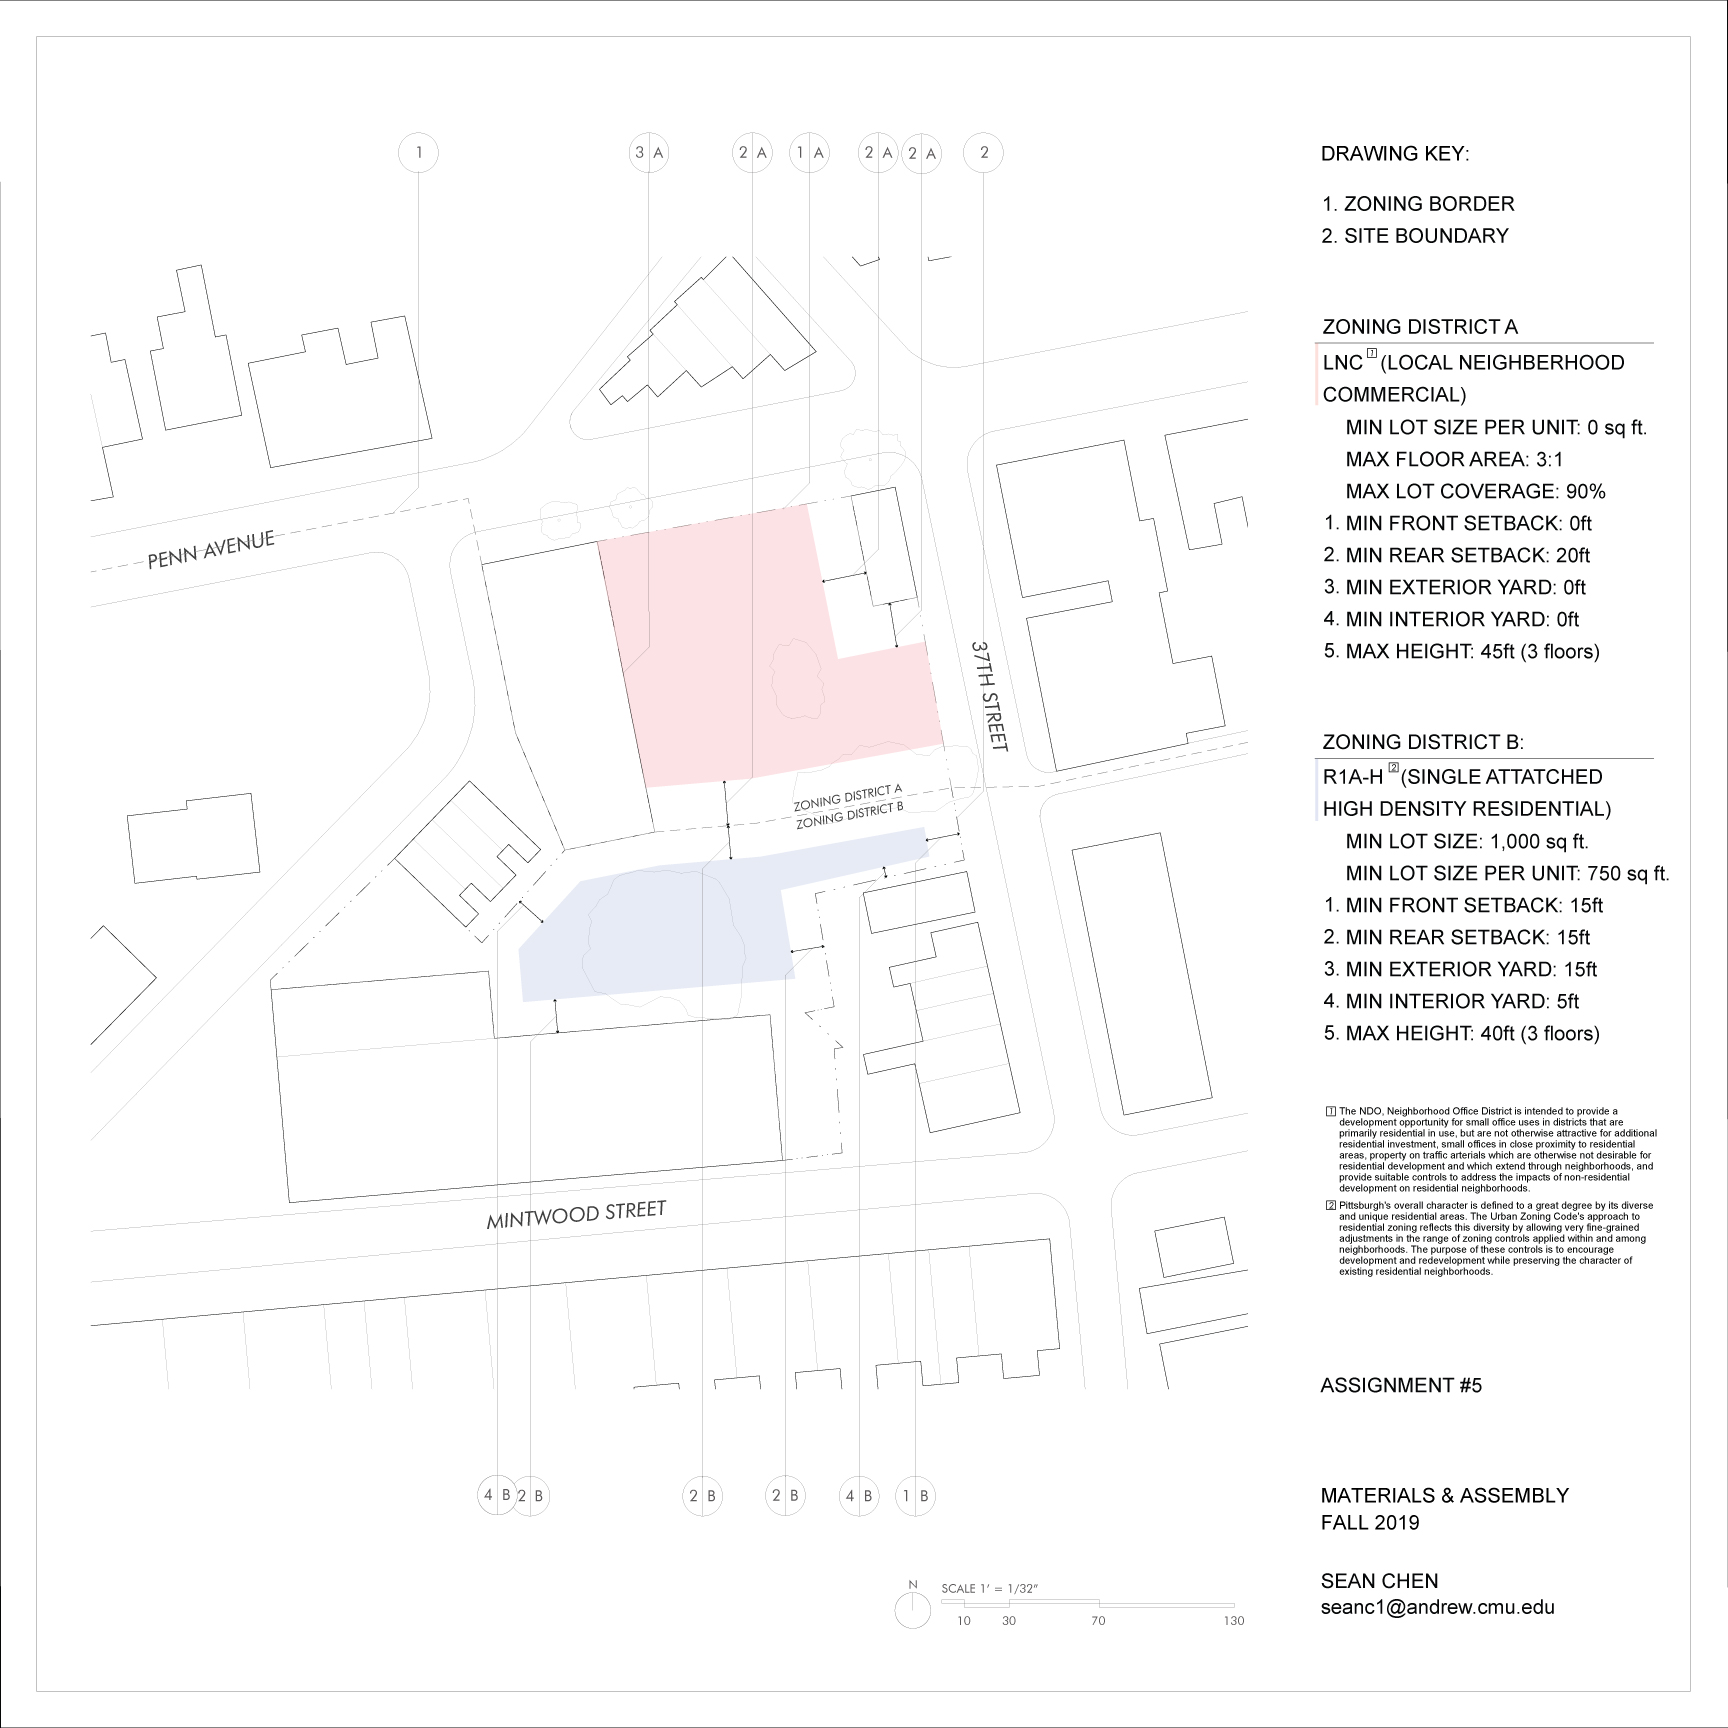 1
3 A
2 A
1 A
2 A
2 A
2
PENN AVENUE
37TH STREET
ZONING DISTRICT A
ZONING DISTRICT B
MINTWOOD STREET
4 B
2 B
2 B
2 B
4 B
1 B
N
SCALE 1' = 1/32"
10 30 70 130
DRAWING KEY:
1. ZONING BORDER
2. SITE BOUNDARY
ZONING DISTRICT A
LNC 1 (LOCAL NEIGHBERHOOD
COMMERCIAL)
MIN LOT SIZE PER UNIT: 0 sq ft.
MAX FLOOR AREA: 3:1
MAX LOT COVERAGE: 90%
1. MIN FRONT SETBACK: 0ft
2. MIN REAR SETBACK: 20ft
3. MIN EXTERIOR YARD: 0ft
4. MIN INTERIOR YARD: 0ft
5. MAX HEIGHT: 45ft (3 floors)
ZONING DISTRICT B:
R1A-H 2 (SINGLE ATTATCHED
HIGH DENSITY RESIDENTIAL)
MIN LOT SIZE: 1,000 sq ft.
MIN LOT SIZE PER UNIT: 750 sq ft.
1. MIN FRONT SETBACK: 15ft
2. MIN REAR SETBACK: 15ft
3. MIN EXTERIOR YARD: 15ft
4. MIN INTERIOR YARD: 5ft
5. MAX HEIGHT: 40ft (3 floors)
1 The NDO, Neighborhood Office District is intended to provide a
development opportunity for small office uses in districts that are
primarily residential in use, but are not otherwise attractive for additional
residential investment, small offices in close proximity to residential
areas, property on traffic arterials which are otherwise not desirable for
residential development and which extend through neighborhoods, and
provide suitable controls to address the impacts of non-residential
development on residential neighborhoods.
2 Pittsburgh's overall character is defined to a great degree by its diverse
and unique residential areas. The Urban Zoning Code's approach to
residential zoning reflects this diversity by allowing very fine-grained
adjustments in the range of zoning controls applied within and among
neighborhoods. The purpose of these controls is to encourage
development and redevelopment while preserving the character of
existing residential neighborhoods.
ASSIGNMENT #5
MATERIALS & ASSEMBLY
FALL 2019
SEAN CHEN
seanc1@andrew.cmu.edu